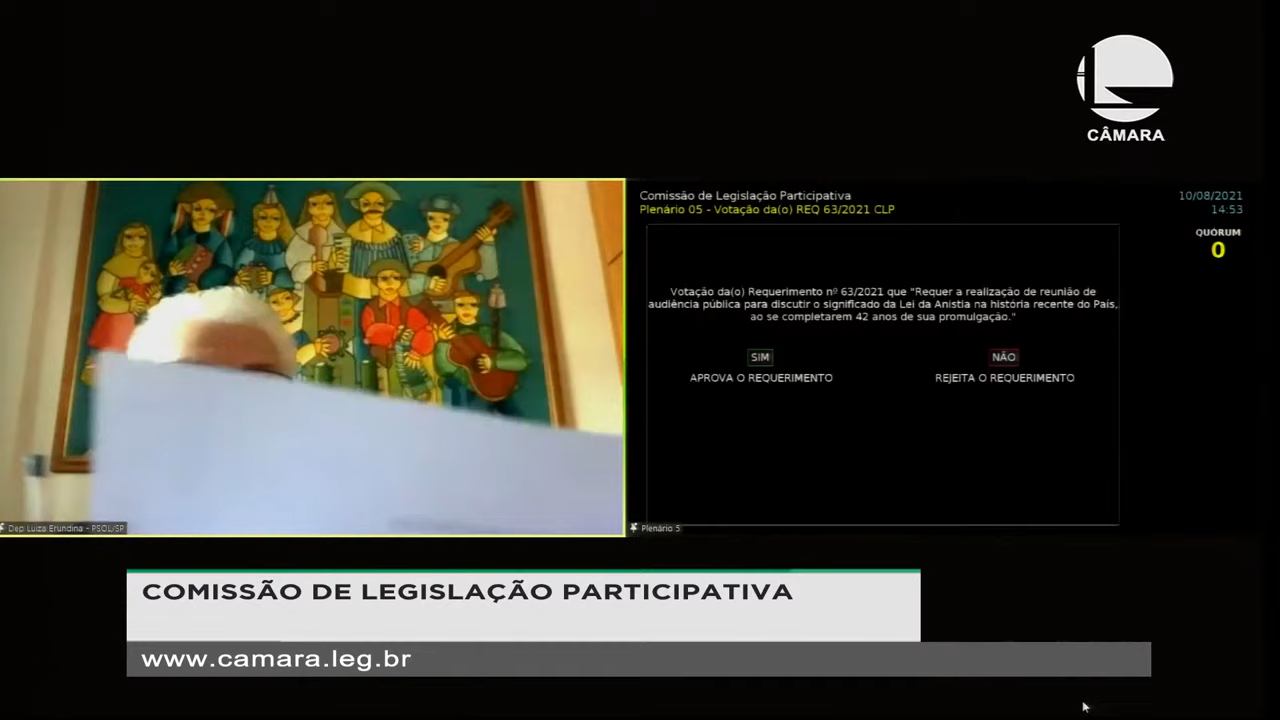 CÂMARA
Comissão de Legislação Participativa
10/08/2021
Plenário 05 - Votação da(o) REQ 63/2021 CLP
14:53
QUÓRUM
0
Votação da(o) Requerimento nº 63/2021 que "Requer a realização de reunião de
audiência pública para discutir o significado da Lei da Anistia na história recente do País,
ao se completarem 42 anos de sua promulgação."
SIM
NÃO
APROVA O REQUERIMENTO
REJEITA O REQUERIMENTO
Dep Luiza Erundina - PSOL/SP
Plenário 5
COMISSÃO DE LEGISLAÇÃO PARTICIPATIVA
www.camara.leg.br